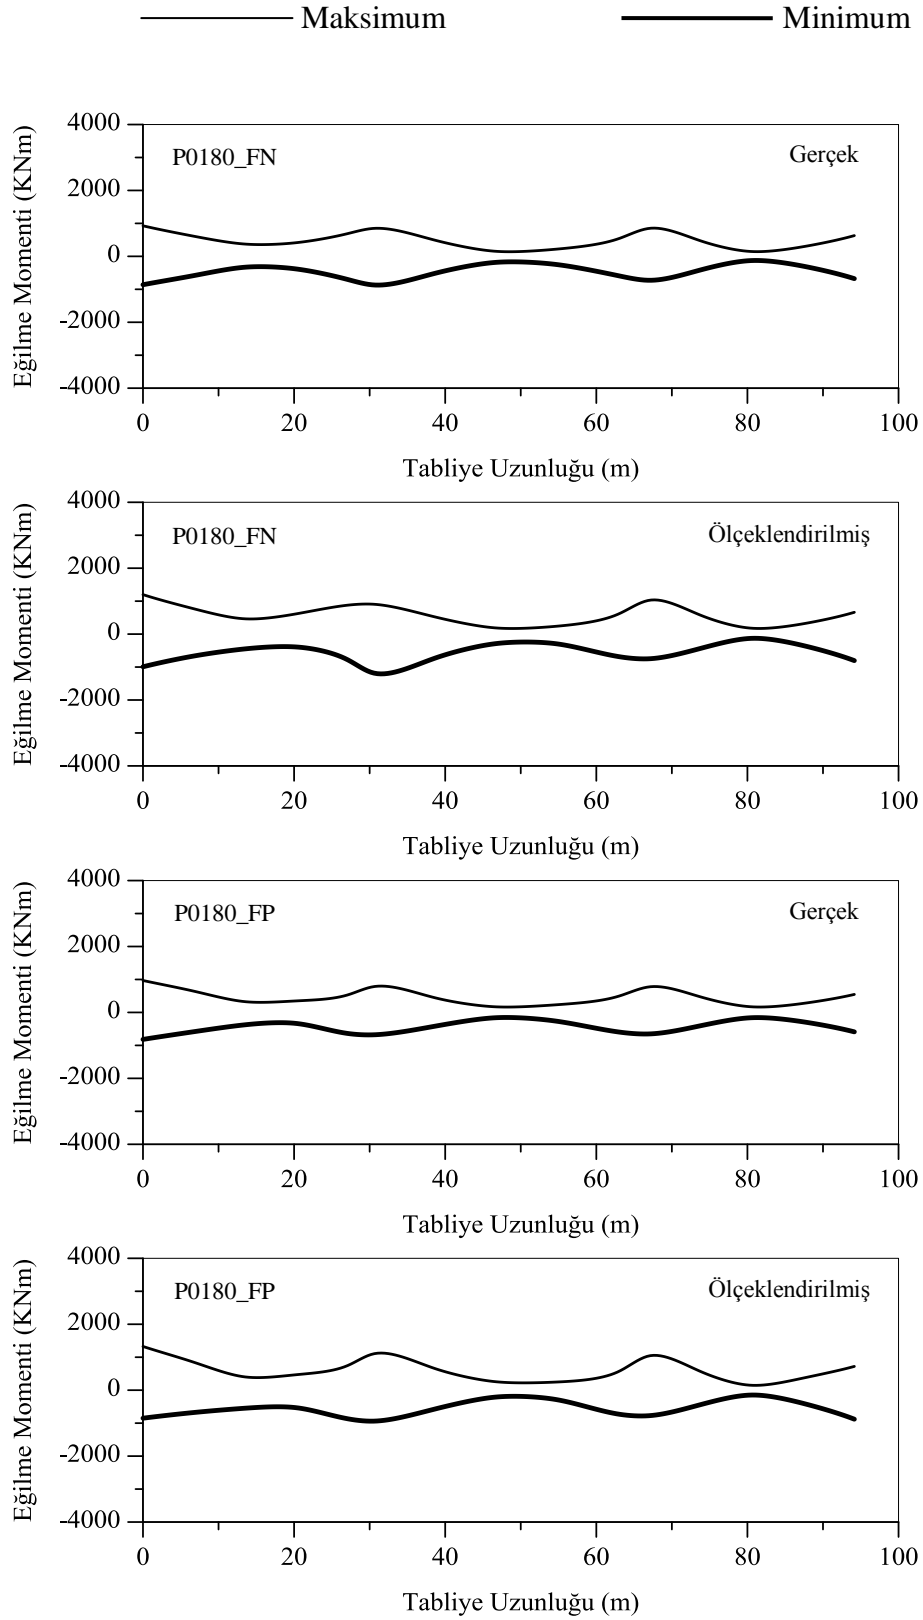 Maksimum Minimum
4000
P0180_FN Gerçek
2000
0
-2000
-4000
0 20 40 60 80 100
Tabliye Uzunluğu (m)
Eğilme Momenti (KNm)
4000
P0180_FN Ölçeklendirilmiş
2000
0
-2000
-4000
0 20 40 60 80 100
Tabliye Uzunluğu (m)
Eğilme Momenti (KNm)
4000
P0180_FP Gerçek
2000
0
-2000
-4000
0 20 40 60 80 100
Tabliye Uzunluğu (m)
Eğilme Momenti (KNm)
4000
P0180_FP Ölçeklendirilmiş
2000
0
-2000
-4000
0 20 40 60 80 100
Tabliye Uzunluğu (m)
Eğilme Momenti (KNm)